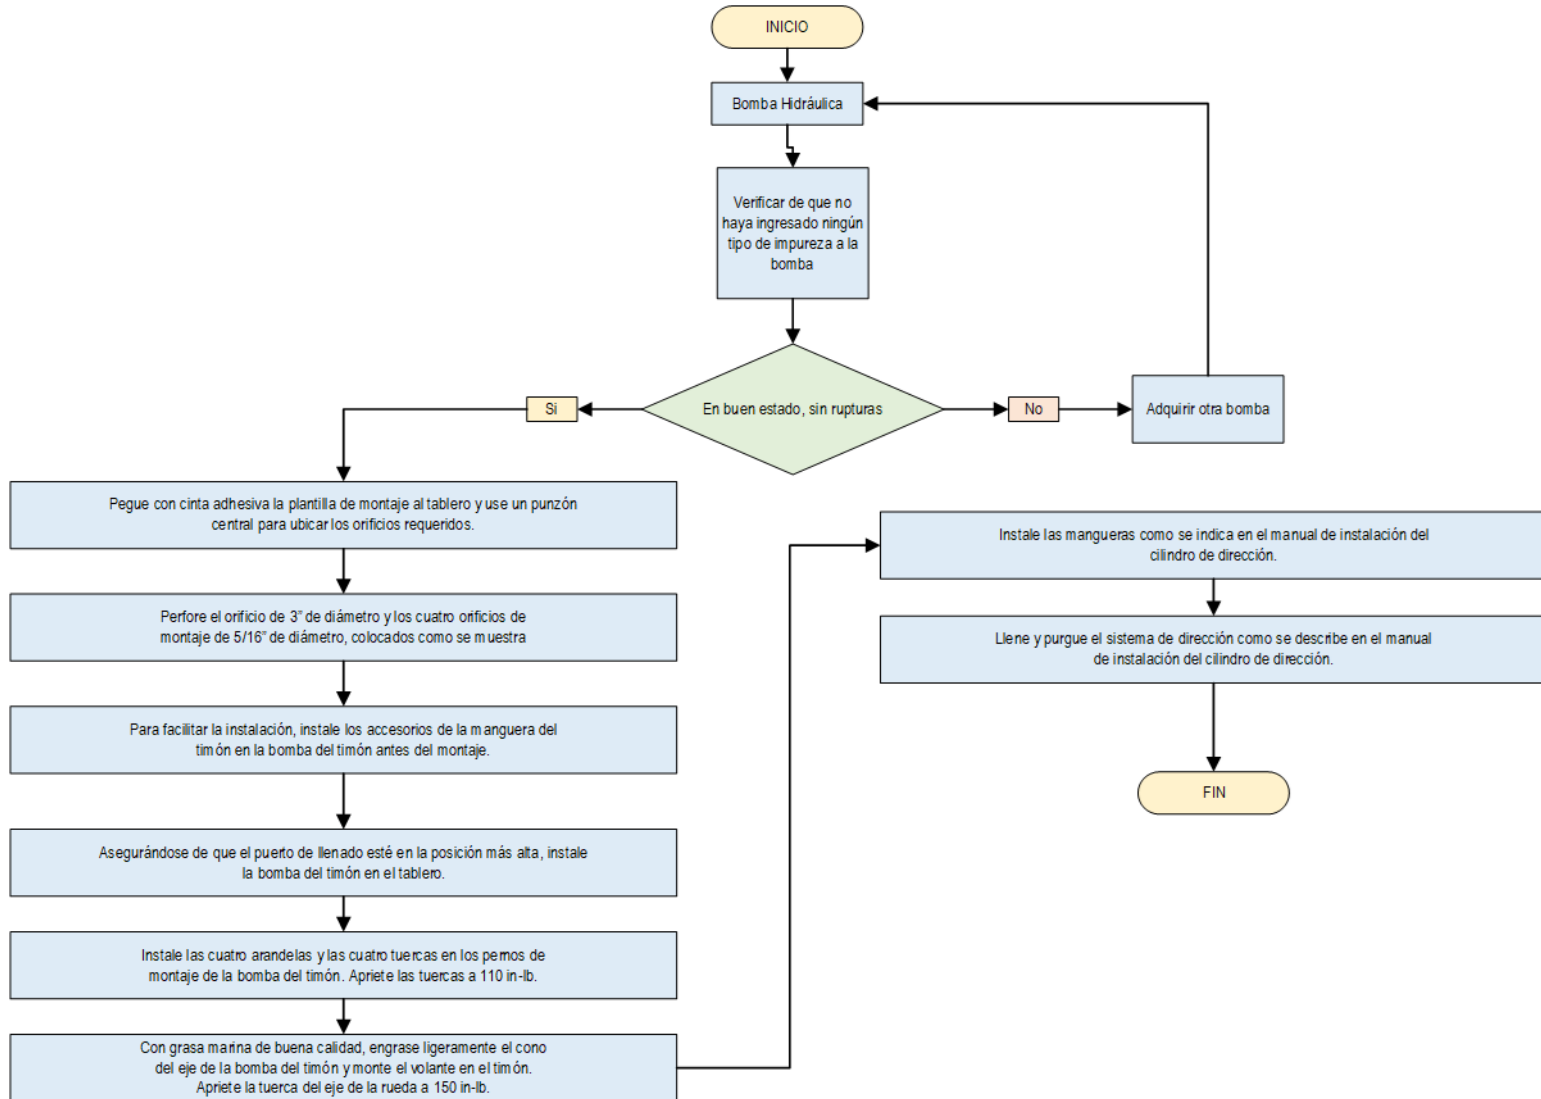 INICIO
Bomba Hidráulica
Verificar de que no
haya ingresado ningún
tipo de impureza a la
bomba
En buen estado, sin rupturas
Si
No
Adquirir otra bomba
Pegue con cinta adhesiva la plantilla de montaje al tablero y use un punzón
central para ubicar los orificios requeridos.
Perfore el orificio de 3" de diámetro y los cuatro orificios de
montaje de 5/16" de diámetro, colocados como se muestra
Para facilitar la instalación, instale los accesorios de la manguera del
timón en la bomba del timón antes del montaje.
Asegurándose de que el puerto de llenado esté en la posición más alta, instale
la bomba del timón en el tablero.
Instale las cuatro arandelas y las cuatro tuercas en los pernos de
montaje de la bomba del timón. Apriete las tuercas a 110 in-lb.
Con grasa marina de buena calidad, engrase ligeramente el cono
del eje de la bomba del timón y monte el volante en el timón.
Apriete la tuerca del eje de la rueda a 150 in-lb.
Instale las mangueras como se indica en el manual de instalación del
cilindro de dirección.
Llene y purgue el sistema de dirección como se describe en el manual
de instalación del cilindro de dirección.
FIN